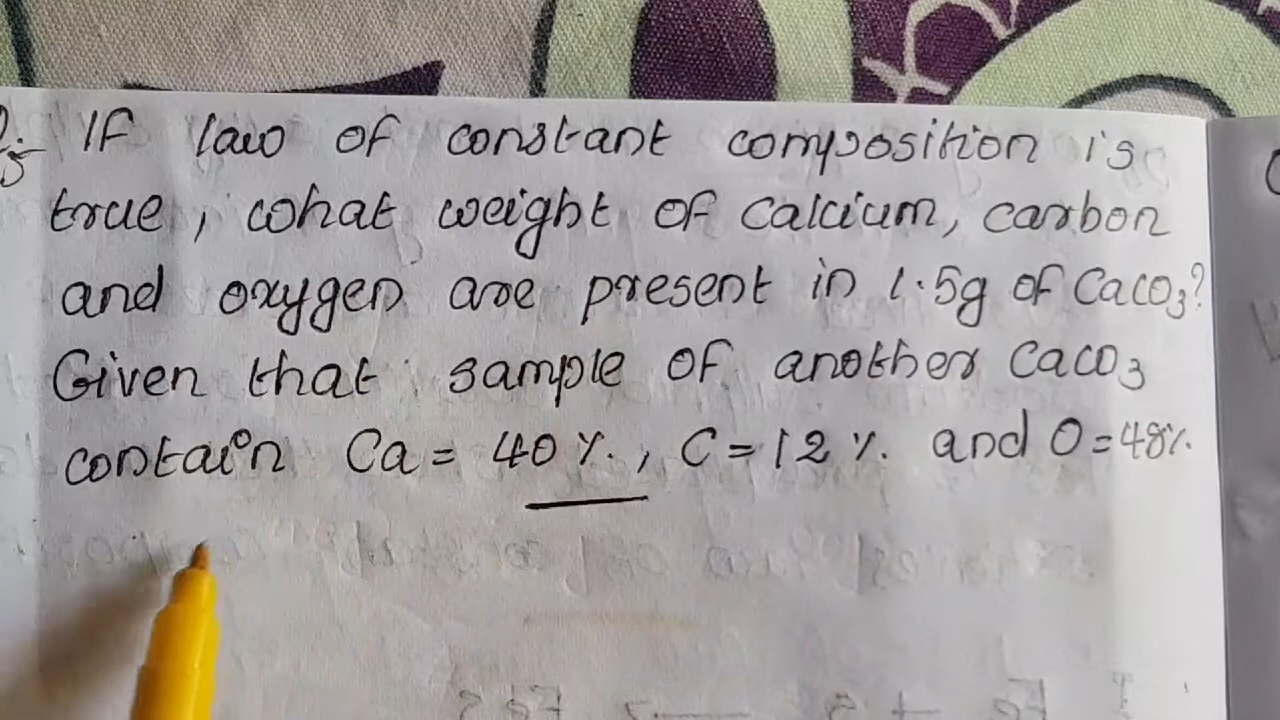 If law of constant composition is
true, what weight of calcium, carbon
and oxygen are present in 1.5g of CaCO3?
Given that sample of another CaCO3
contain Ca = 40%, C = 12% and O = 48%.